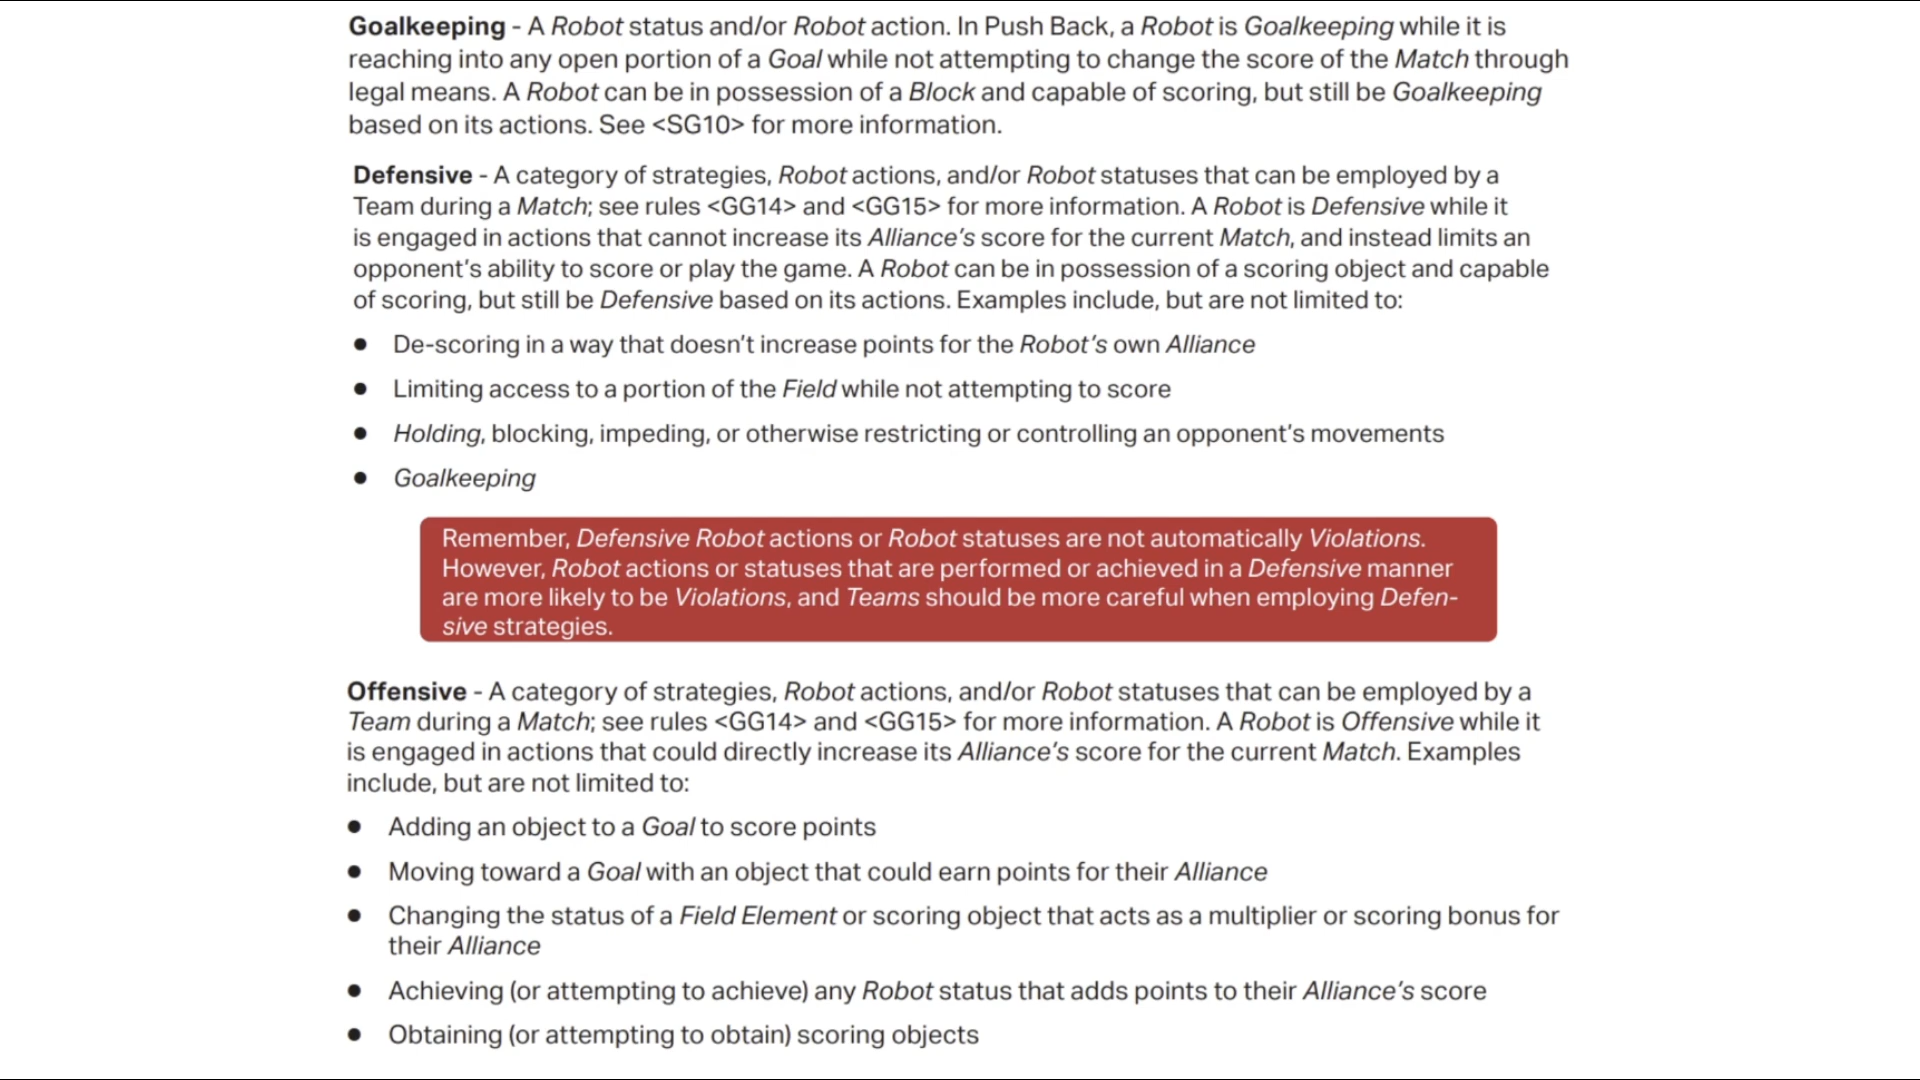 Goalkeeping - A Robot status and/or Robot action. In Push Back, a Robot is Goalkeeping while it is
reaching into any open portion of a Goal while not attempting to change the score of the Match through
legal means. A Robot can be in possession of a Block and capable of scoring, but still be Goalkeeping
based on its actions. See <SG10> for more information.
Defensive - A category of strategies, Robot actions, and/or Robot statuses that can be employed by a
Team during a Match; see rules <GG14> and <GG15> for more information. A Robot is Defensive while it
is engaged in actions that cannot increase its Alliance's score for the current Match, and instead limits an
opponent's ability to score or play the game. A Robot can be in possession of a scoring object and capable
of scoring, but still be Defensive based on its actions. Examples include, but are not limited to:
● De-scoring in a way that doesn't increase points for the Robot's own Alliance
● Limiting access to a portion of the Field while not attempting to score
● Holding, blocking, impeding, or otherwise restricting or controlling an opponent's movements
● Goalkeeping
Remember, Defensive Robot actions or Robot statuses are not automatically Violations.
However, Robot actions or statuses that are performed or achieved in a Defensive manner
are more likely to be Violations, and Teams should be more careful when employing Defen-
sive strategies.
Offensive - A category of strategies, Robot actions, and/or Robot statuses that can be employed by a
Team during a Match; see rules <GG14> and <GG15> for more information. A Robot is Offensive while it
is engaged in actions that could directly increase its Alliance's score for the current Match. Examples
include, but are not limited to:
● Adding an object to a Goal to score points
● Moving toward a Goal with an object that could earn points for their Alliance
● Changing the status of a Field Element or scoring object that acts as a multiplier or scoring bonus for
their Alliance
● Achieving (or attempting to achieve) any Robot status that adds points to their Alliance's score
● Obtaining (or attempting to obtain) scoring objects